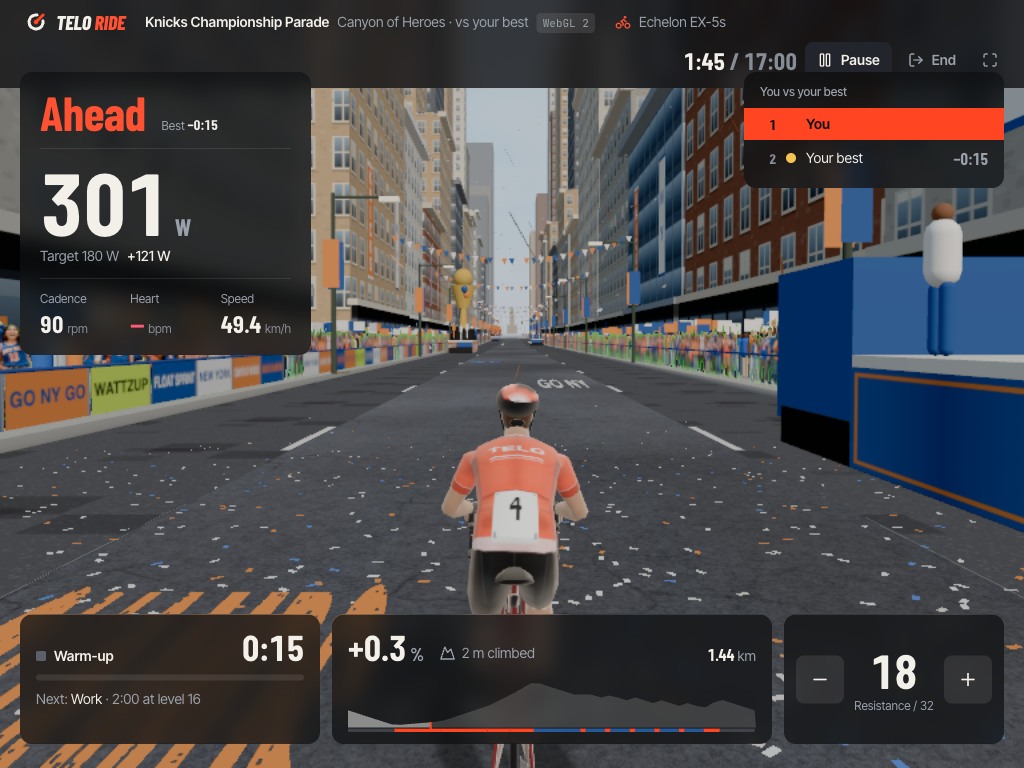 TELO RIDE Knicks Championship Parade Canyon of Heroes · vs your best WebGL 2 Echelon EX-5s
1:45 / 17:00 Pause End
Ahead Best −0:15
301 W
Target 180 W +121 W
Cadence Heart Speed
90 rpm — bpm 49.4 km/h
You vs your best
1 You
2 Your best −0:15
GO NY GO WATTZUP FLOAT SPRINT NEW YORK
GO NY
TELO
4
Warm-up 0:15
Next: Work · 2:00 at level 16
+0.3 % 2 m climbed 1.44 km
− 18 +
Resistance / 32